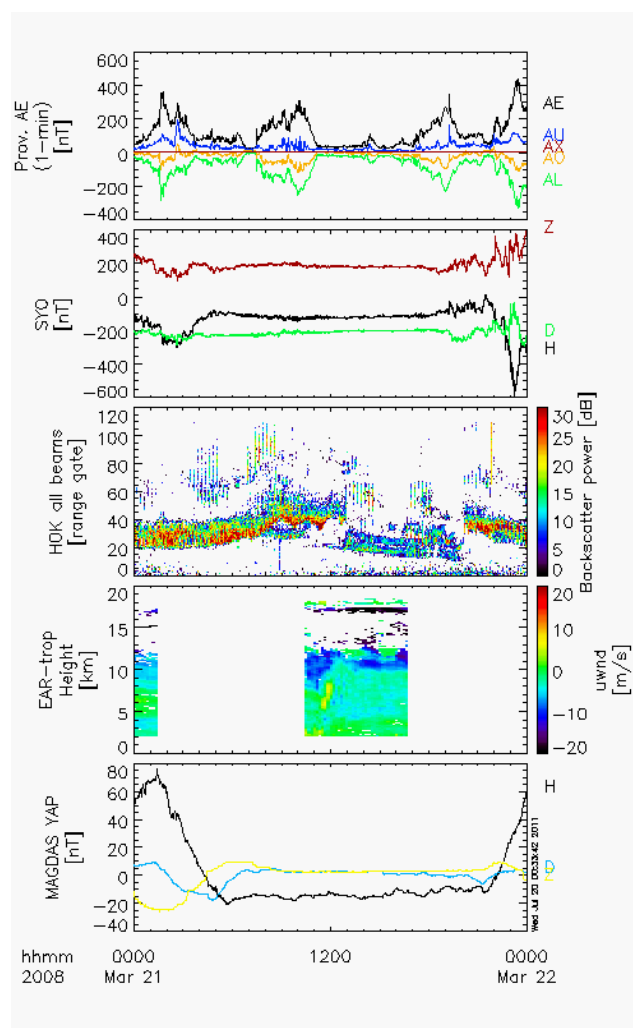 Prov. AE
(1-min)
[nT]
600
400
200
0
-200
-400
AE
AU
AX
AO
AL
SYO
[nT]
400
200
0
-200
-400
-600
Z
D
H
HOK all beams
[range gate]
120
100
80
60
40
20
0
30
25
20
15
10
5
0
Backscatter power [dB]
EAR-trop
Height
[km]
20
15
10
5
0
20
10
0
-10
-20
uwnd
[m/s]
MAGDAS YAP
[nT]
80
60
40
20
0
-20
-40
H
D
Z
hhmm 0000 1200 0000
2008 Mar 21 Mar 22